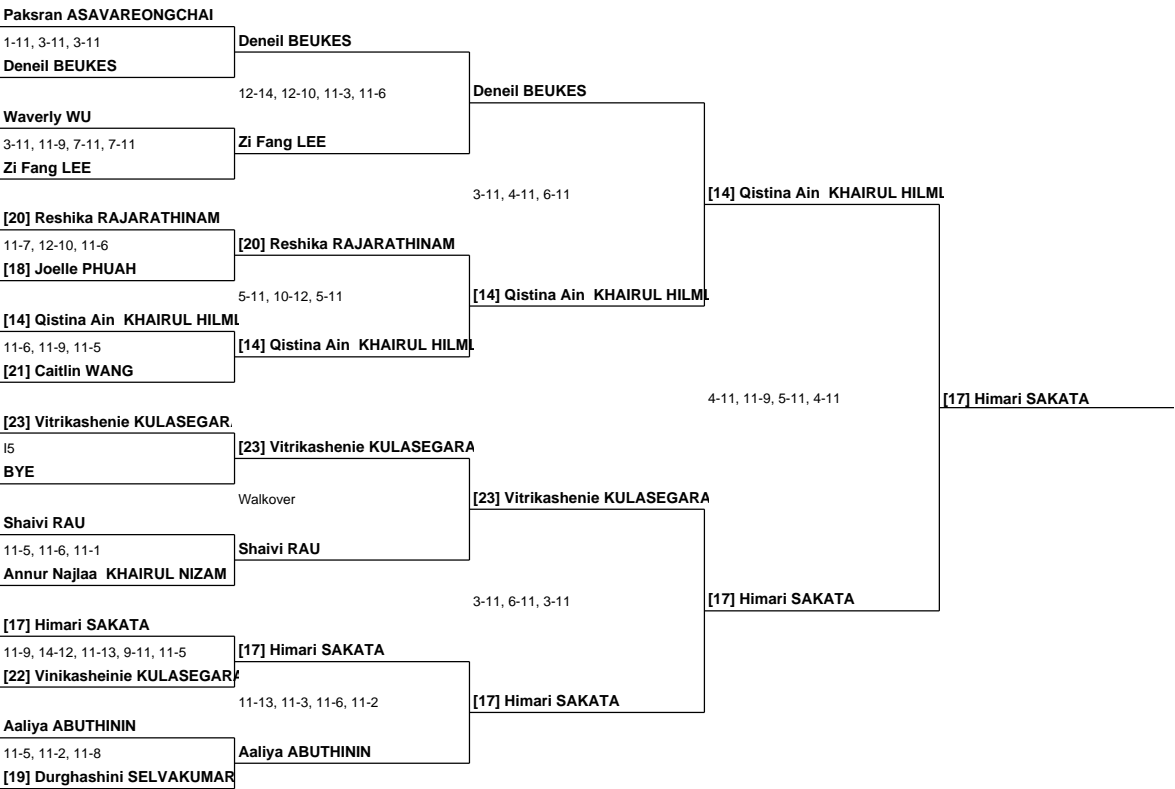 Paksran ASAVAREONGCHAI
1-11, 3-11, 3-11
Deneil BEUKES
Waverly WU
3-11, 11-9, 7-11, 7-11
Zi Fang LEE
[20] Reshika RAJARATHINAM
11-7, 12-10, 11-6
[18] Joelle PHUAH
[14] Qistina Ain  KHAIRUL HILMI
11-6, 11-9, 11-5
[21] Caitlin WANG
[23] Vitrikashenie KULASEGAR
I5
BYE
Shaivi RAU
11-5, 11-6, 11-1
Annur Najlaa  KHAIRUL NIZAM
[17] Himari SAKATA
11-9, 14-12, 11-13, 9-11, 11-5
[22] Vinikasheinie KULASEGARA
Aaliya ABUTHININ
11-5, 11-2, 11-8
[19] Durghashini SELVAKUMAR
Deneil BEUKES
12-14, 12-10, 11-3, 11-6
Zi Fang LEE
[20] Reshika RAJARATHINAM
5-11, 10-12, 5-11
[14] Qistina Ain  KHAIRUL HILMI
[23] Vitrikashenie KULASEGARA
Walkover
Shaivi RAU
[17] Himari SAKATA
11-13, 11-3, 11-6, 11-2
Aaliya ABUTHININ
Deneil BEUKES
3-11, 4-11, 6-11
[14] Qistina Ain  KHAIRUL HILMI
[23] Vitrikashenie KULASEGARA
3-11, 6-11, 3-11
[17] Himari SAKATA
[14] Qistina Ain  KHAIRUL HILMI
4-11, 11-9, 5-11, 4-11
[17] Himari SAKATA
[17] Himari SAKATA